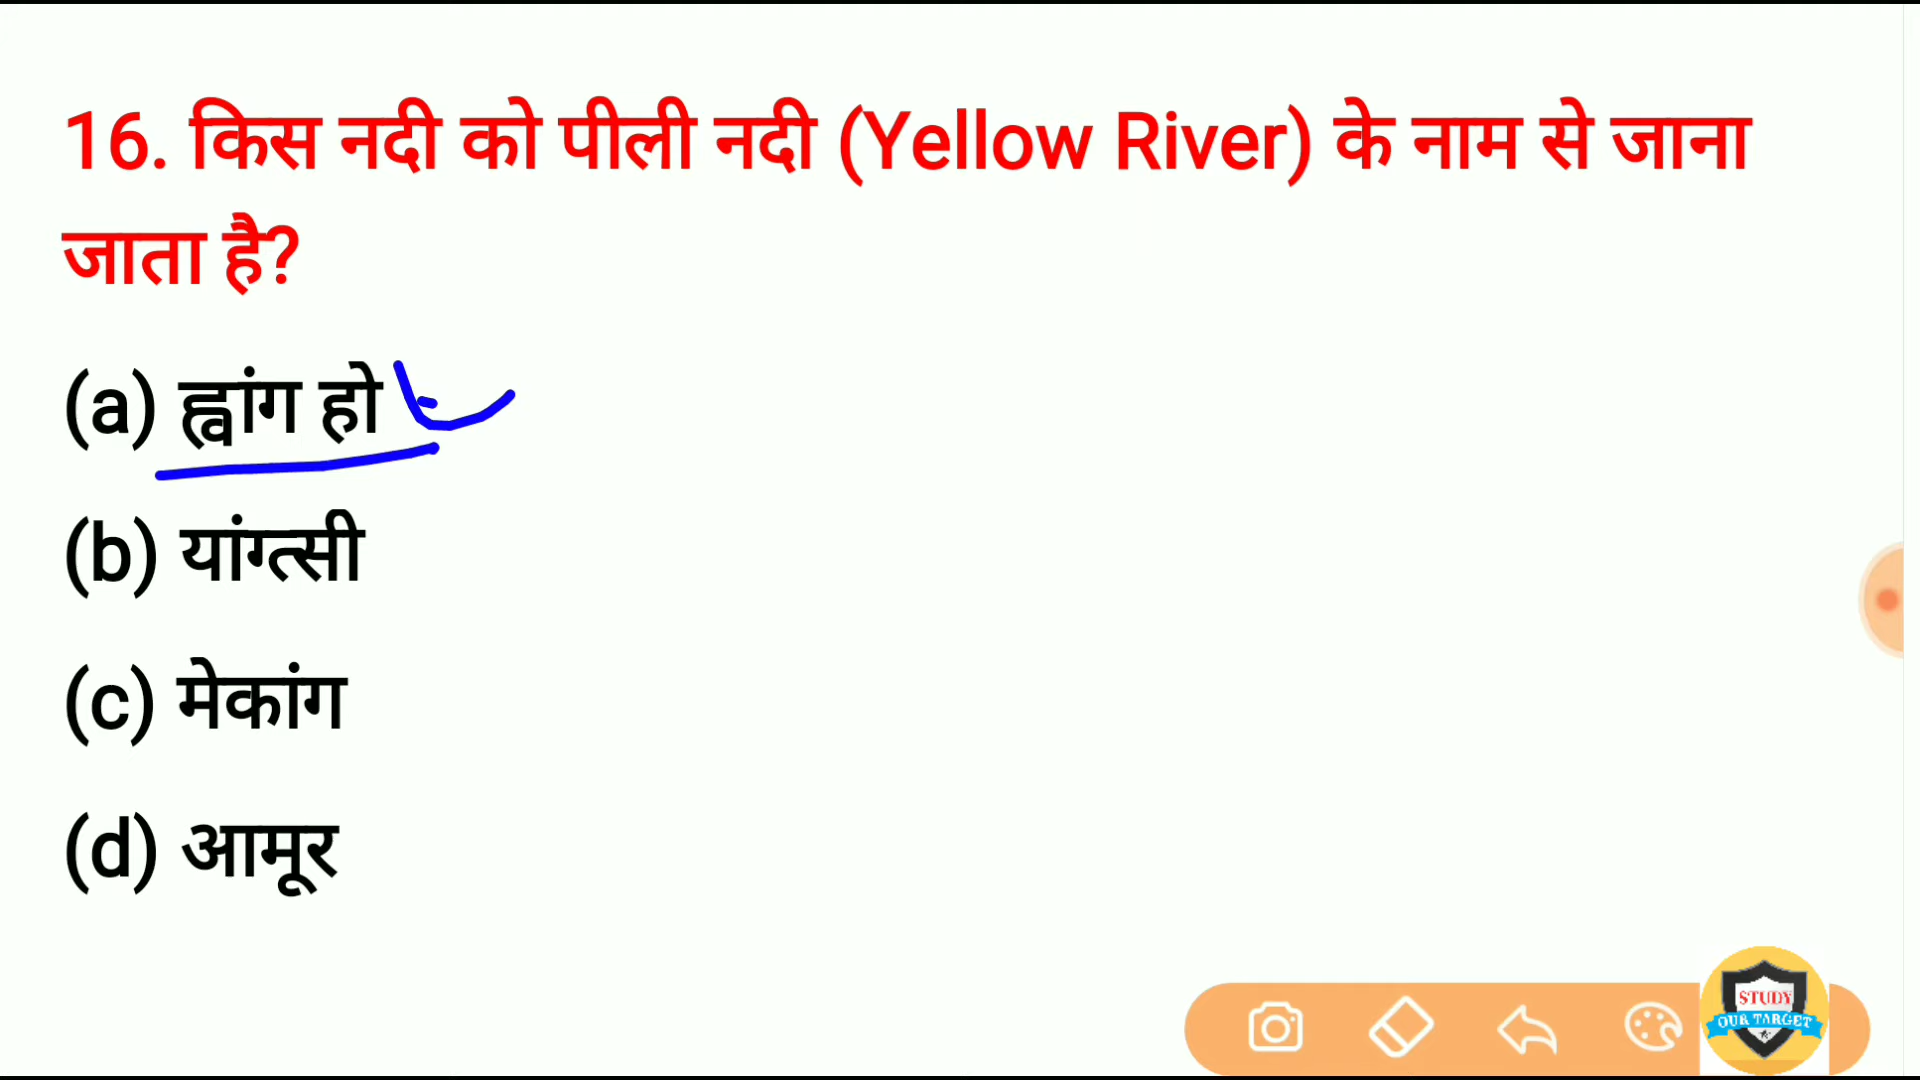 16. किस नदी को पीली नदी (Yellow River) के नाम से जाना
जाता है?
(a) ह्वांग हो
(b) यांग्त्सी
(c) मेकांग
(d) आमूर
STUDY
OUR TARGET